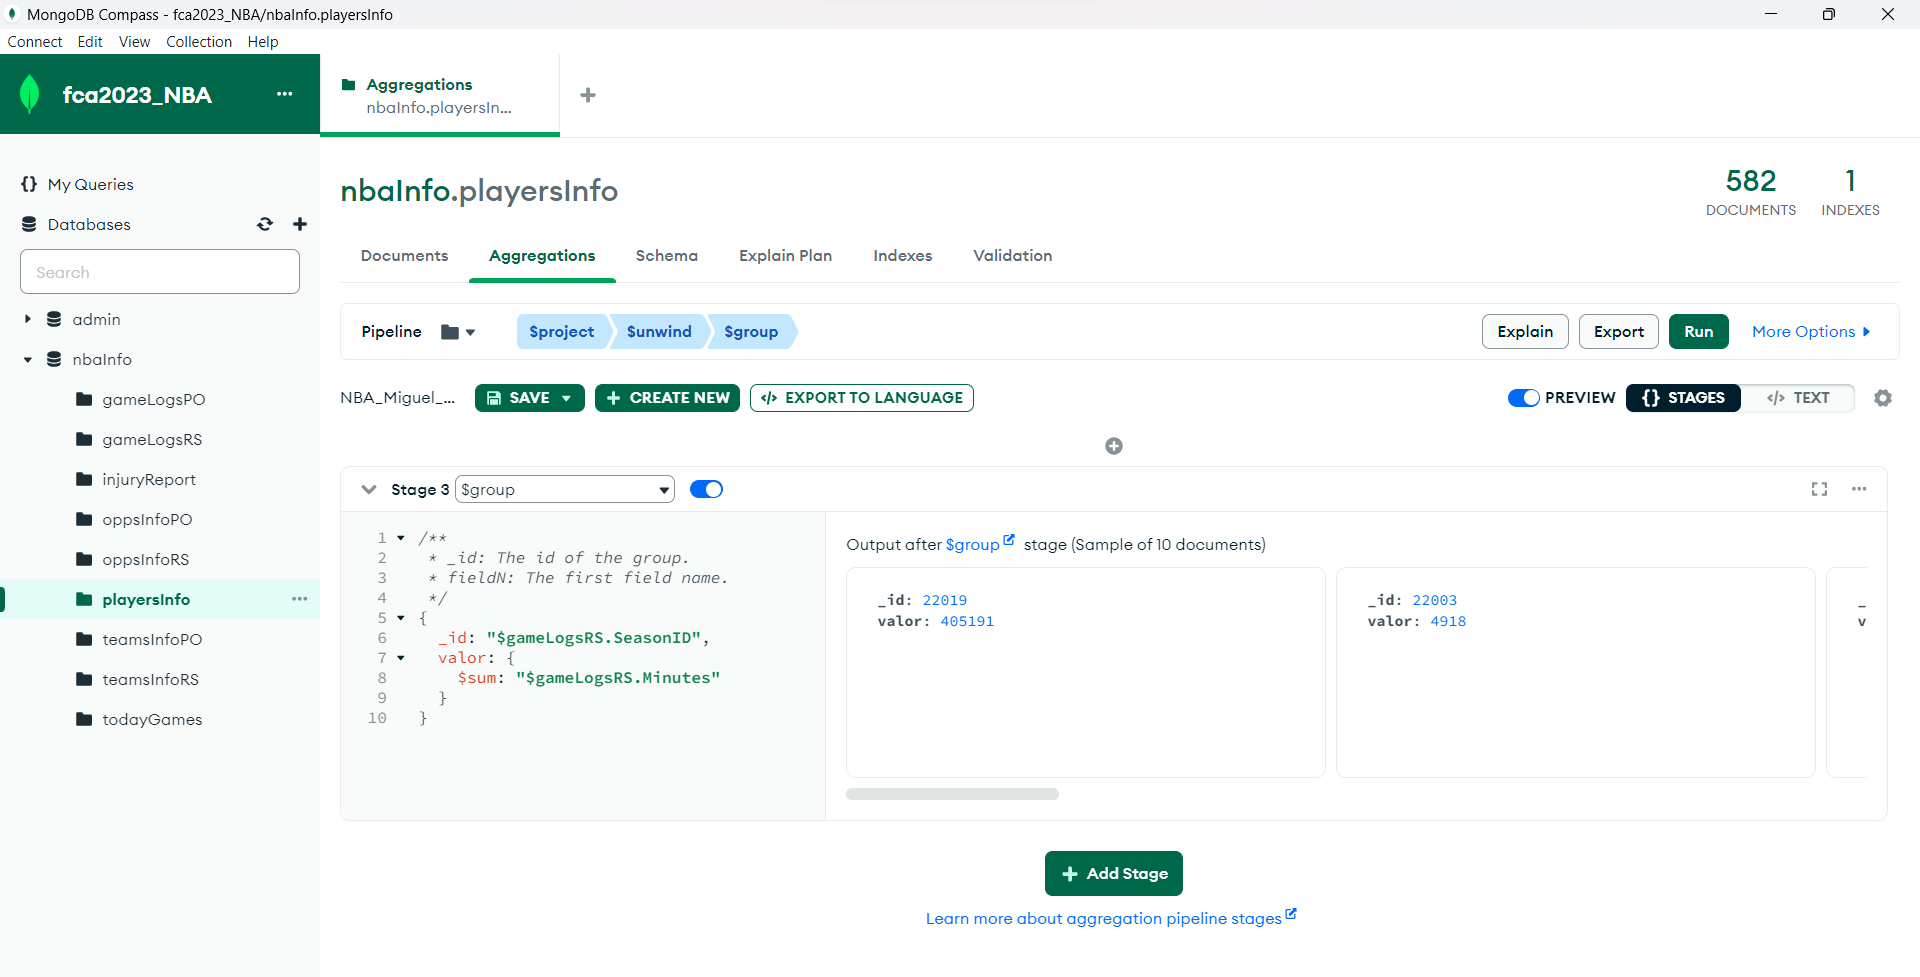 MongoDB Compass - fca2023_NBA/nbaInfo.playersInfo
Connect Edit View Collection Help
fca2023_NBA
Aggregations
nbaInfo.playersIn...
My Queries
Databases
Search
admin
nbaInfo
gameLogsPO
gameLogsRS
injuryReport
oppsInfoPO
oppsInfoRS
playersInfo
teamsInfoPO
teamsInfoRS
todayGames
nbaInfo.playersInfo
582
DOCUMENTS
1
INDEXES
Documents Aggregations Schema Explain Plan Indexes Validation
Pipeline $project $unwind $group Explain Export Run More Options
NBA_Miguel_... SAVE CREATE NEW </> EXPORT TO LANGUAGE PREVIEW {} STAGES </> TEXT
Stage 3 $group
1 /**
2 * _id: The id of the group.
3 * fieldN: The first field name.
4 */
5 {
6 _id: "$gameLogsRS.SeasonID",
7 valor: {
8 $sum: "$gameLogsRS.Minutes"
9 }
10 }
Output after $group stage (Sample of 10 documents)
_id: 22019
valor: 405191
_id: 22003
valor: 4918
_
v
Add Stage
Learn more about aggregation pipeline stages